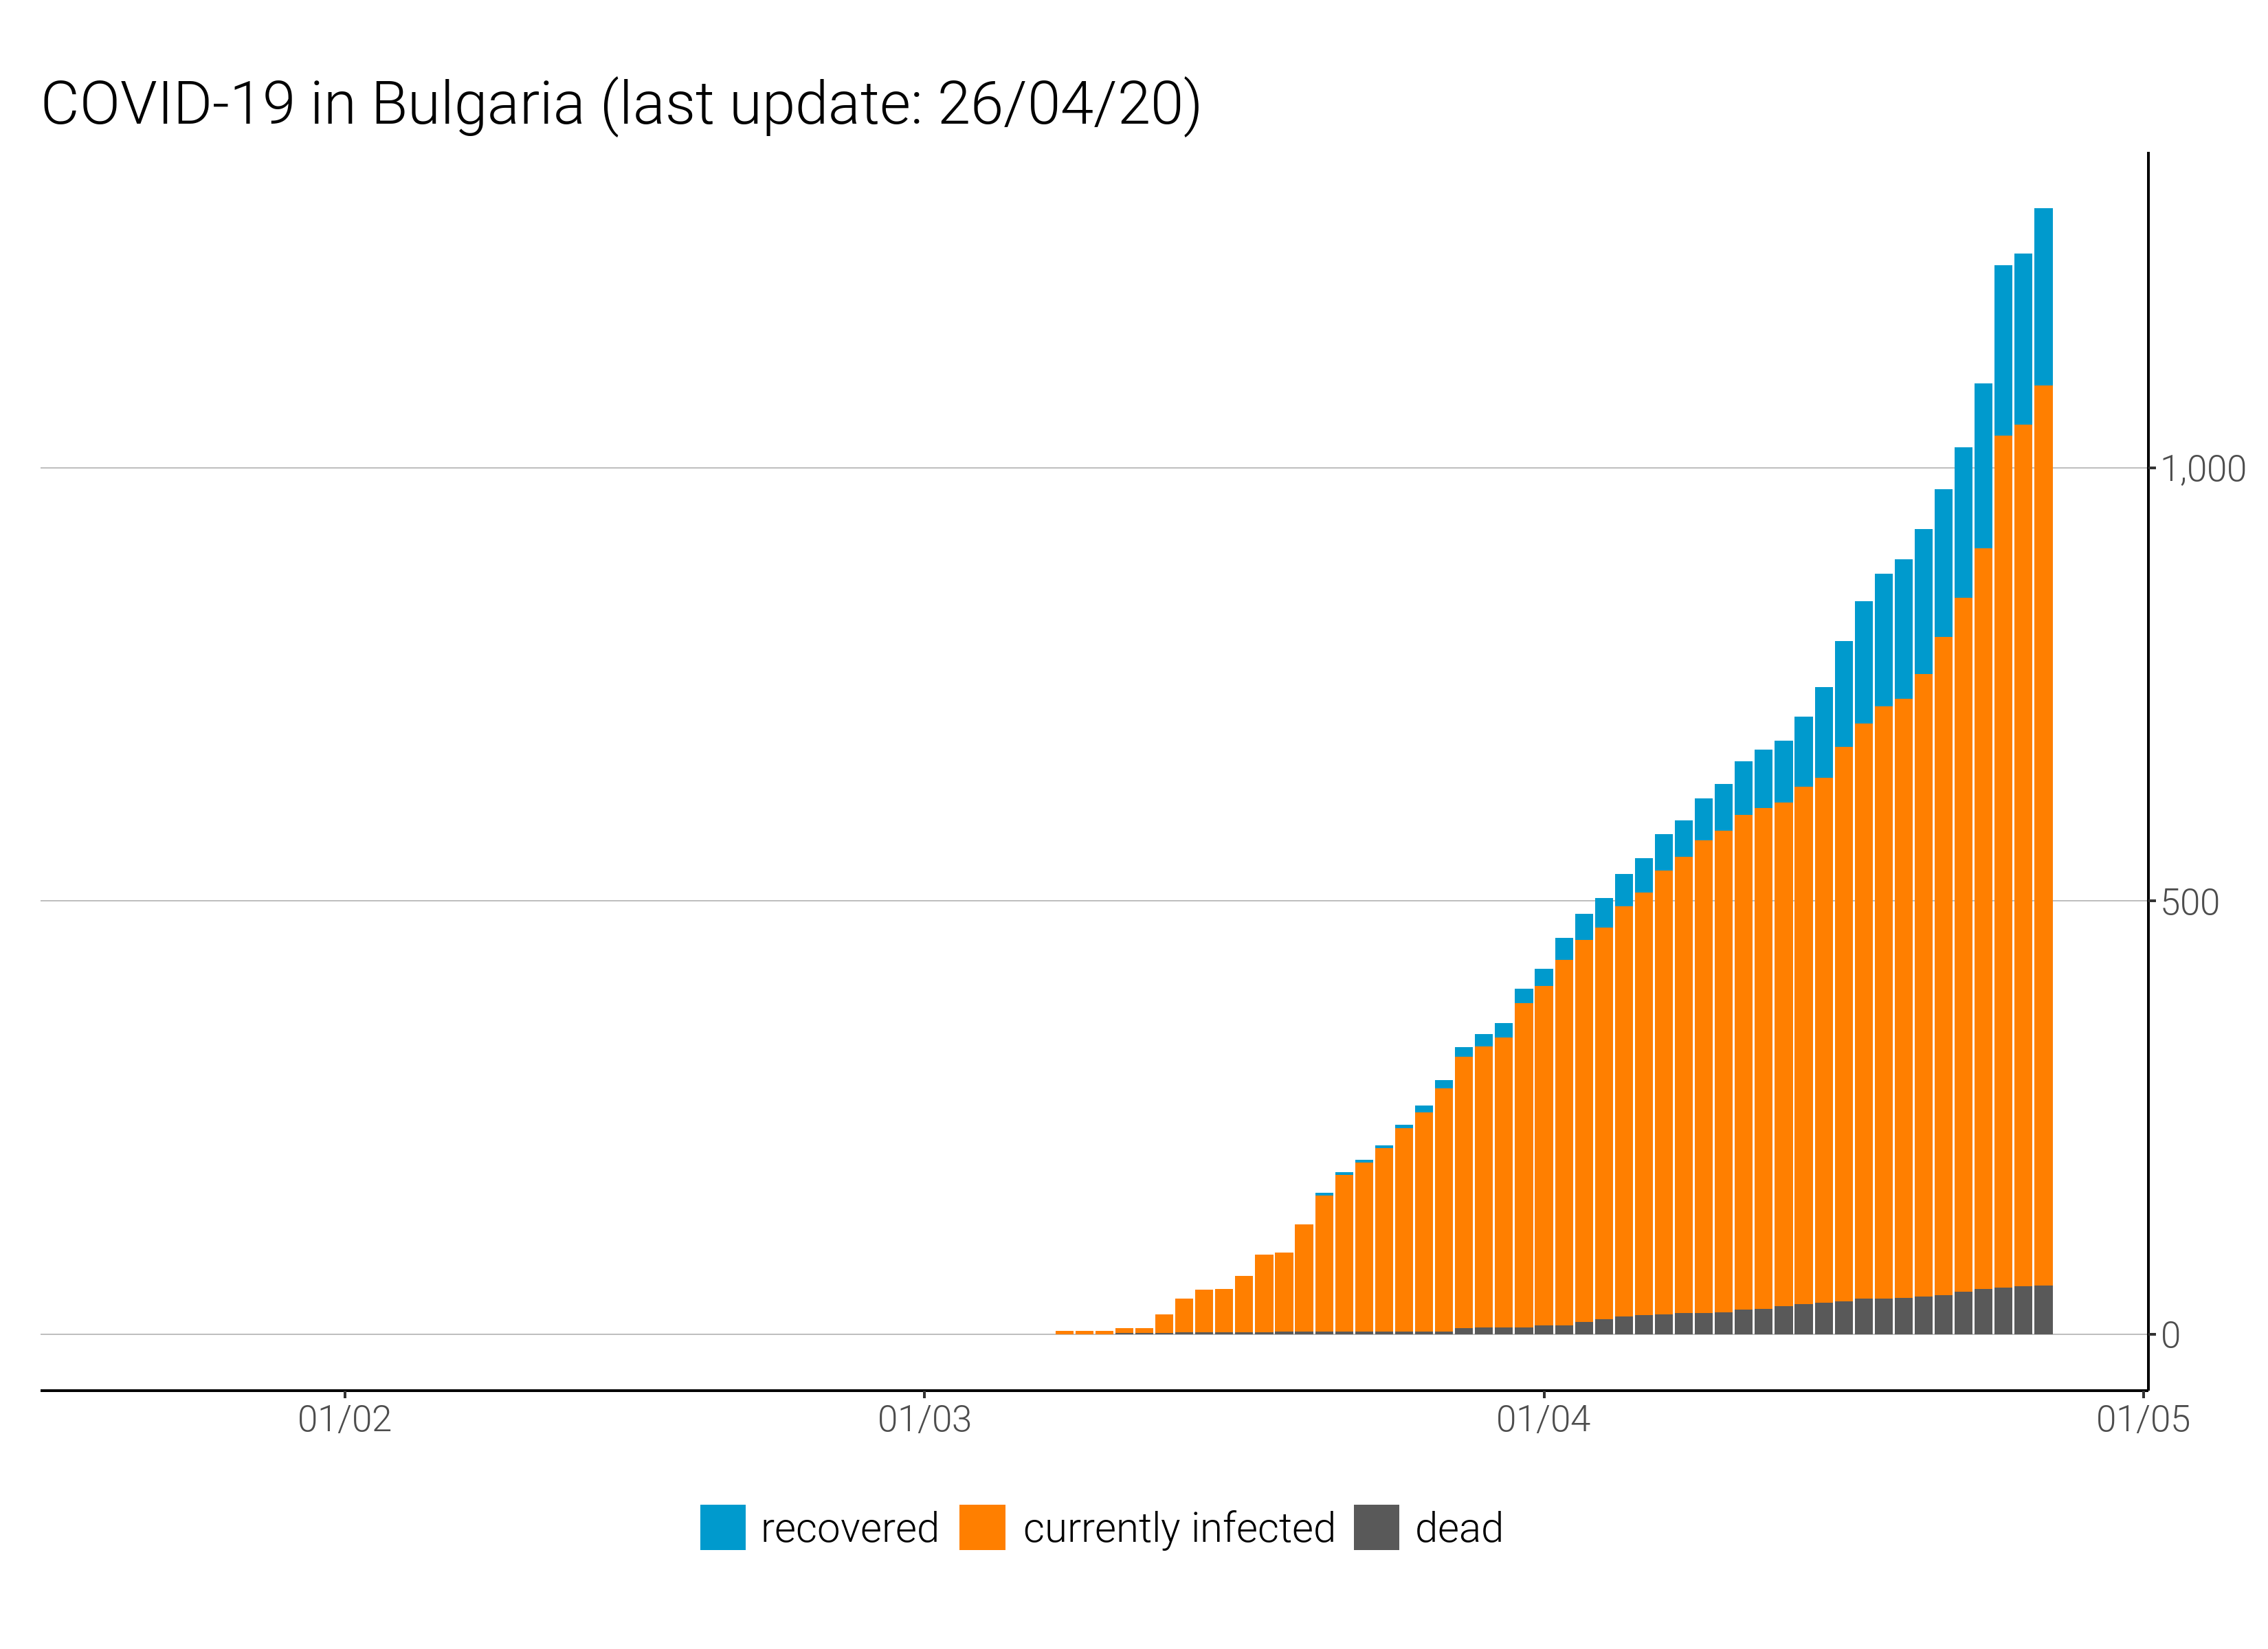 COVID-19 in Bulgaria (last update: 26/04/20)
1,000
500
0
01/02 01/03 01/04 01/05
recovered currently infected dead